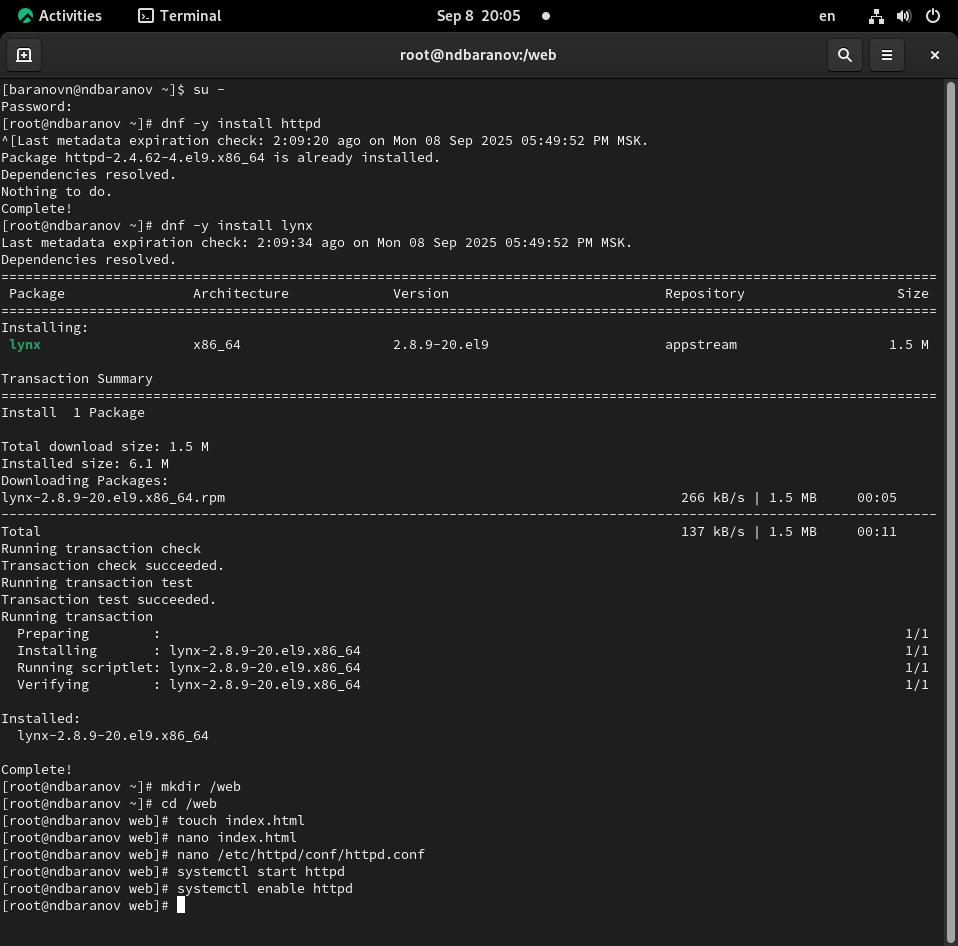 Activities Terminal Sep 8 20:05 en
root@ndbaranov:/web
[baranovn@ndbaranov ~]$ su -
Password:
[root@ndbaranov ~]# dnf -y install httpd
^[Last metadata expiration check: 2:09:20 ago on Mon 08 Sep 2025 05:49:52 PM MSK.
Package httpd-2.4.62-4.el9.x86_64 is already installed.
Dependencies resolved.
Nothing to do.
Complete!
[root@ndbaranov ~]# dnf -y install lynx
Last metadata expiration check: 2:09:34 ago on Mon 08 Sep 2025 05:49:52 PM MSK.
Dependencies resolved.
Package Architecture Version Repository Size
Installing:
lynx x86_64 2.8.9-20.el9 appstream 1.5 M
Transaction Summary
Install  1 Package
Total download size: 1.5 M
Installed size: 6.1 M
Downloading Packages:
lynx-2.8.9-20.el9.x86_64.rpm 266 kB/s | 1.5 MB 00:05
Total 137 kB/s | 1.5 MB 00:11
Running transaction check
Transaction check succeeded.
Running transaction test
Transaction test succeeded.
Running transaction
Preparing : 1/1
Installing : lynx-2.8.9-20.el9.x86_64 1/1
Running scriptlet: lynx-2.8.9-20.el9.x86_64 1/1
Verifying : lynx-2.8.9-20.el9.x86_64 1/1
Installed:
lynx-2.8.9-20.el9.x86_64
Complete!
[root@ndbaranov ~]# mkdir /web
[root@ndbaranov ~]# cd /web
[root@ndbaranov web]# touch index.html
[root@ndbaranov web]# nano index.html
[root@ndbaranov web]# nano /etc/httpd/conf/httpd.conf
[root@ndbaranov web]# systemctl start httpd
[root@ndbaranov web]# systemctl enable httpd
[root@ndbaranov web]#